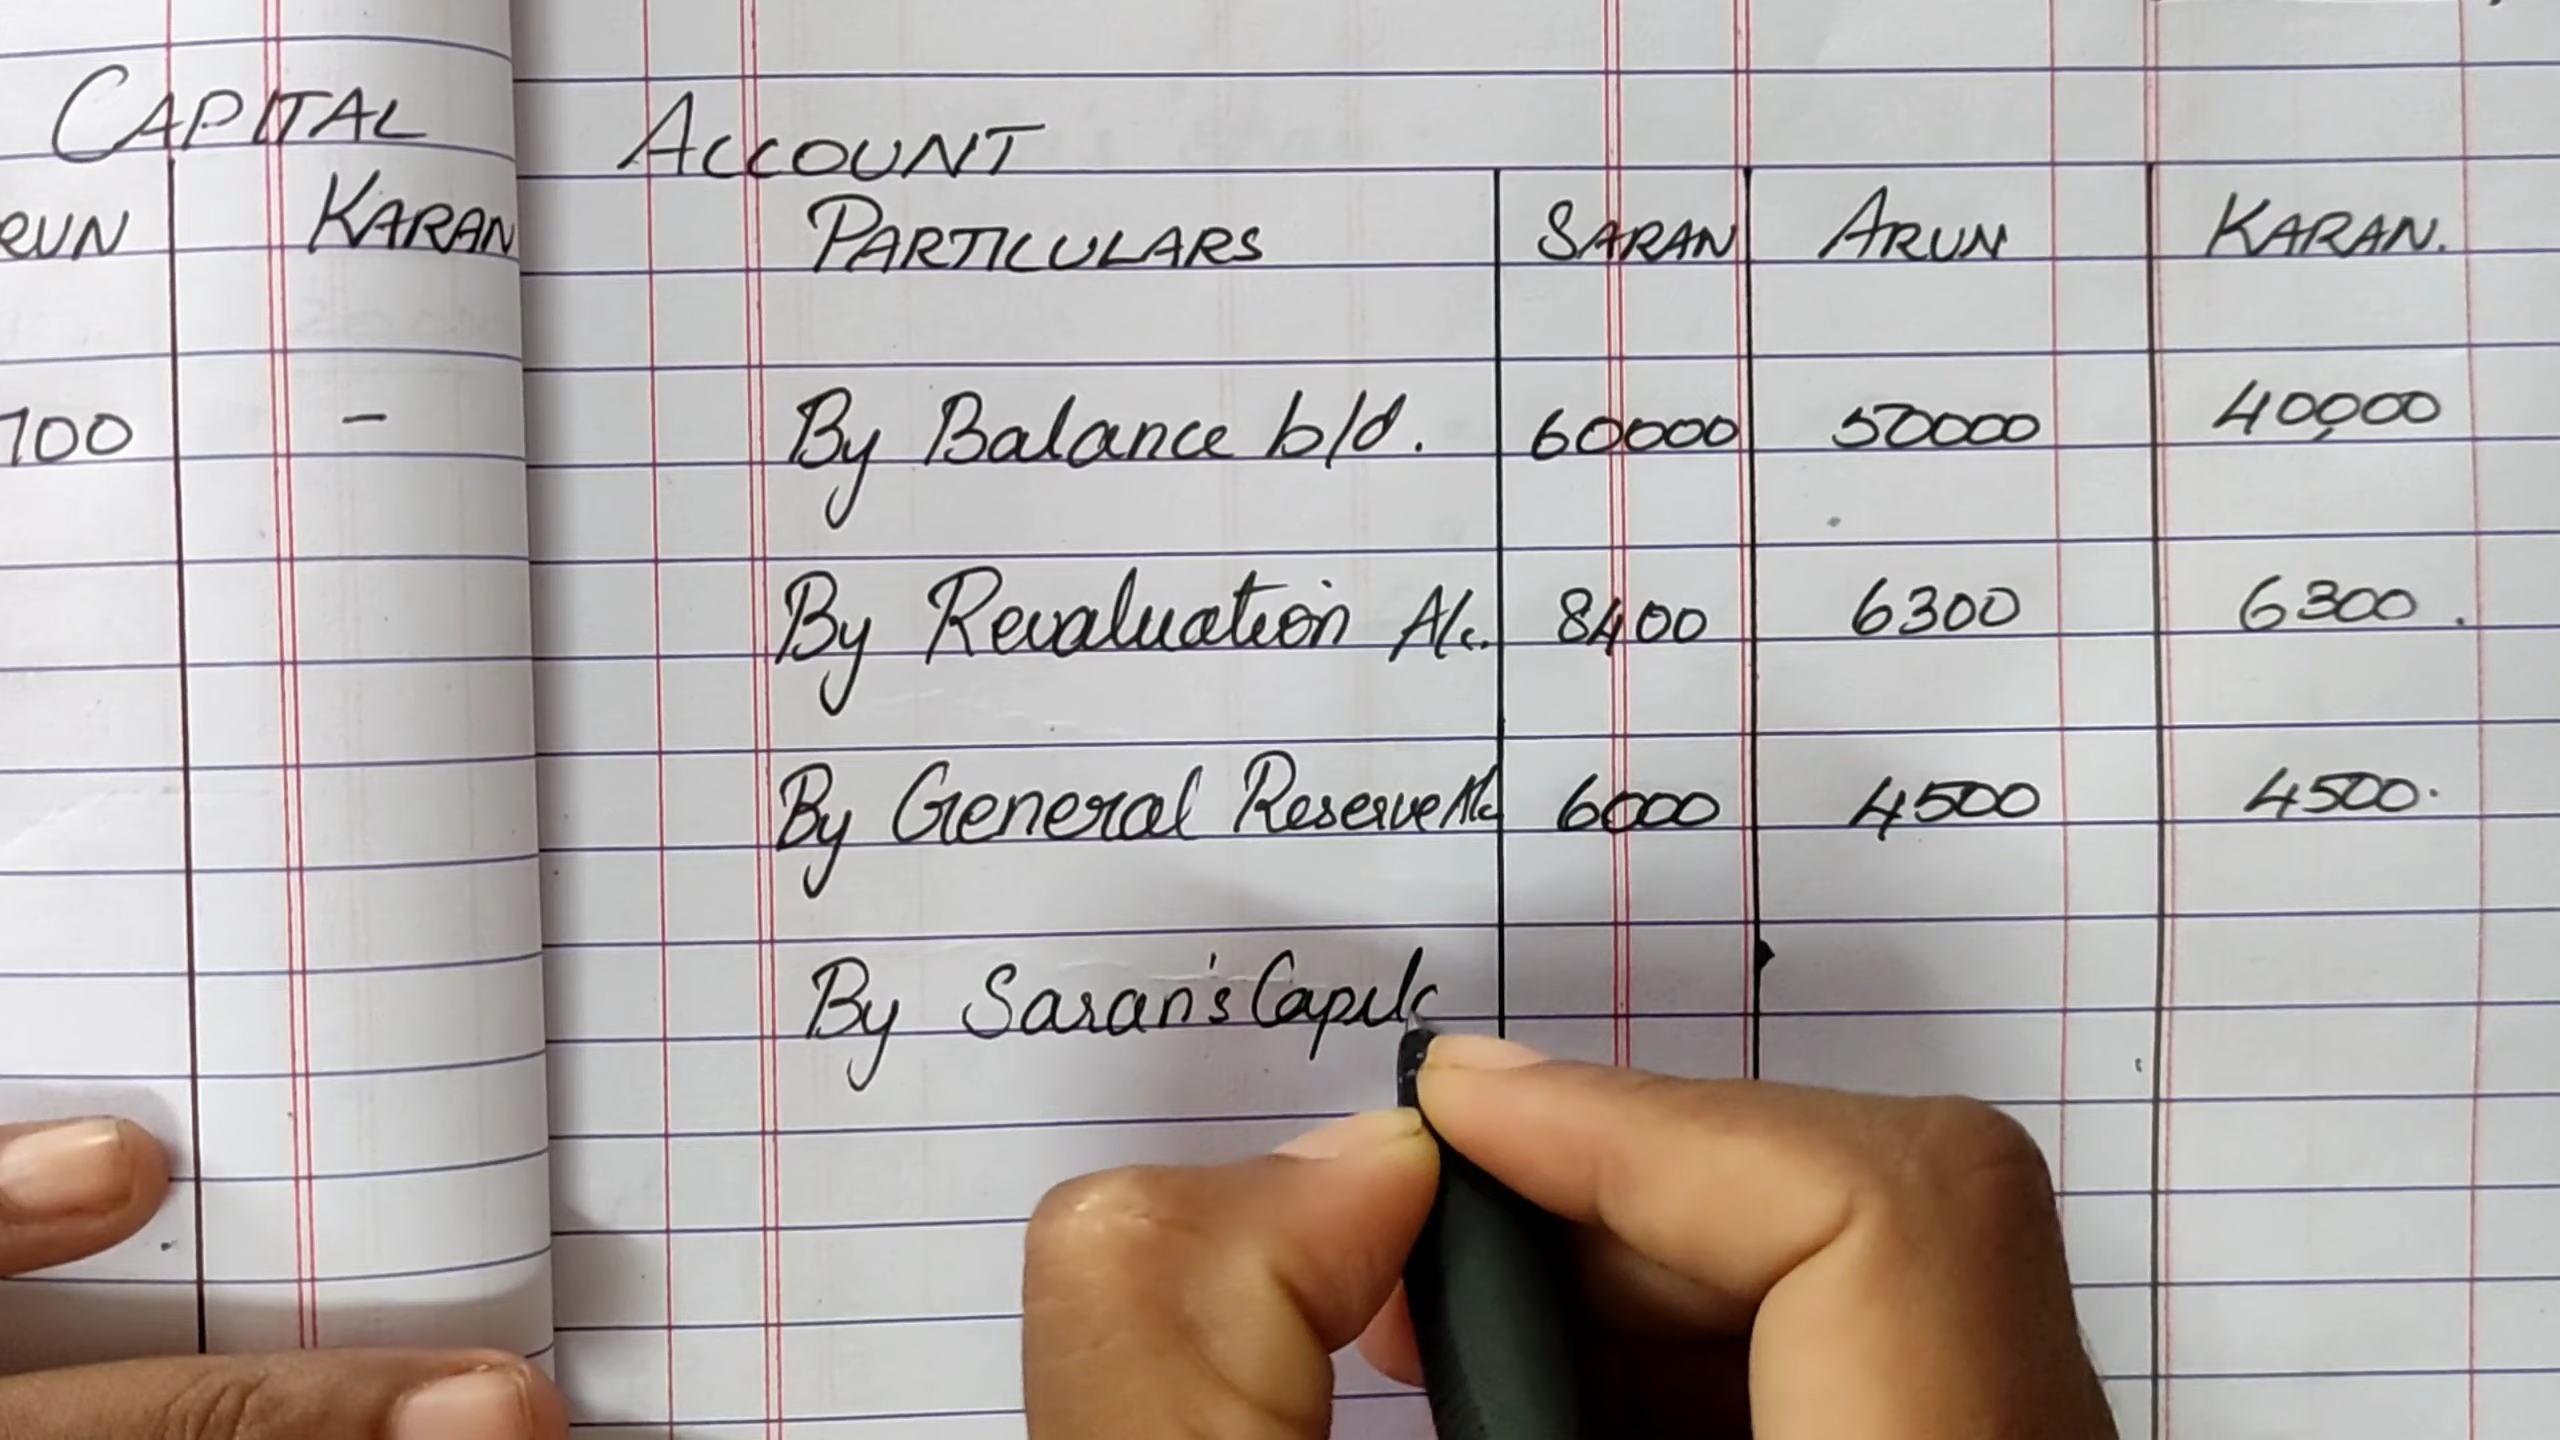 CAPITAL ACCOUNT
RUN KARAN PARTICULARS SARAN ARUN KARAN.
700 - By Balance b/d. 60000 50000 40000
By Revaluation A/c. 8400 6300 6300.
By General Reserve A/c 6000 4500 4500.
By Saran's Capita